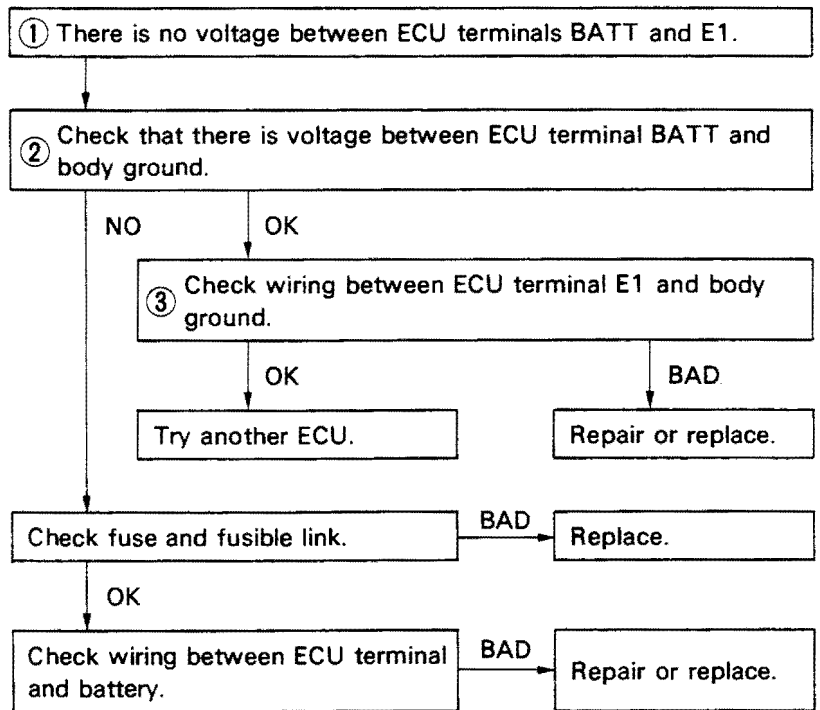 ① There is no voltage between ECU terminals BATT and E1.
② Check that there is voltage between ECU terminal BATT and
body ground.
NO
OK
③ Check wiring between ECU terminal E1 and body
ground.
OK
BAD
Try another ECU.
Repair or replace.
Check fuse and fusible link.
BAD
Replace.
OK
Check wiring between ECU terminal
and battery.
BAD
Repair or replace.